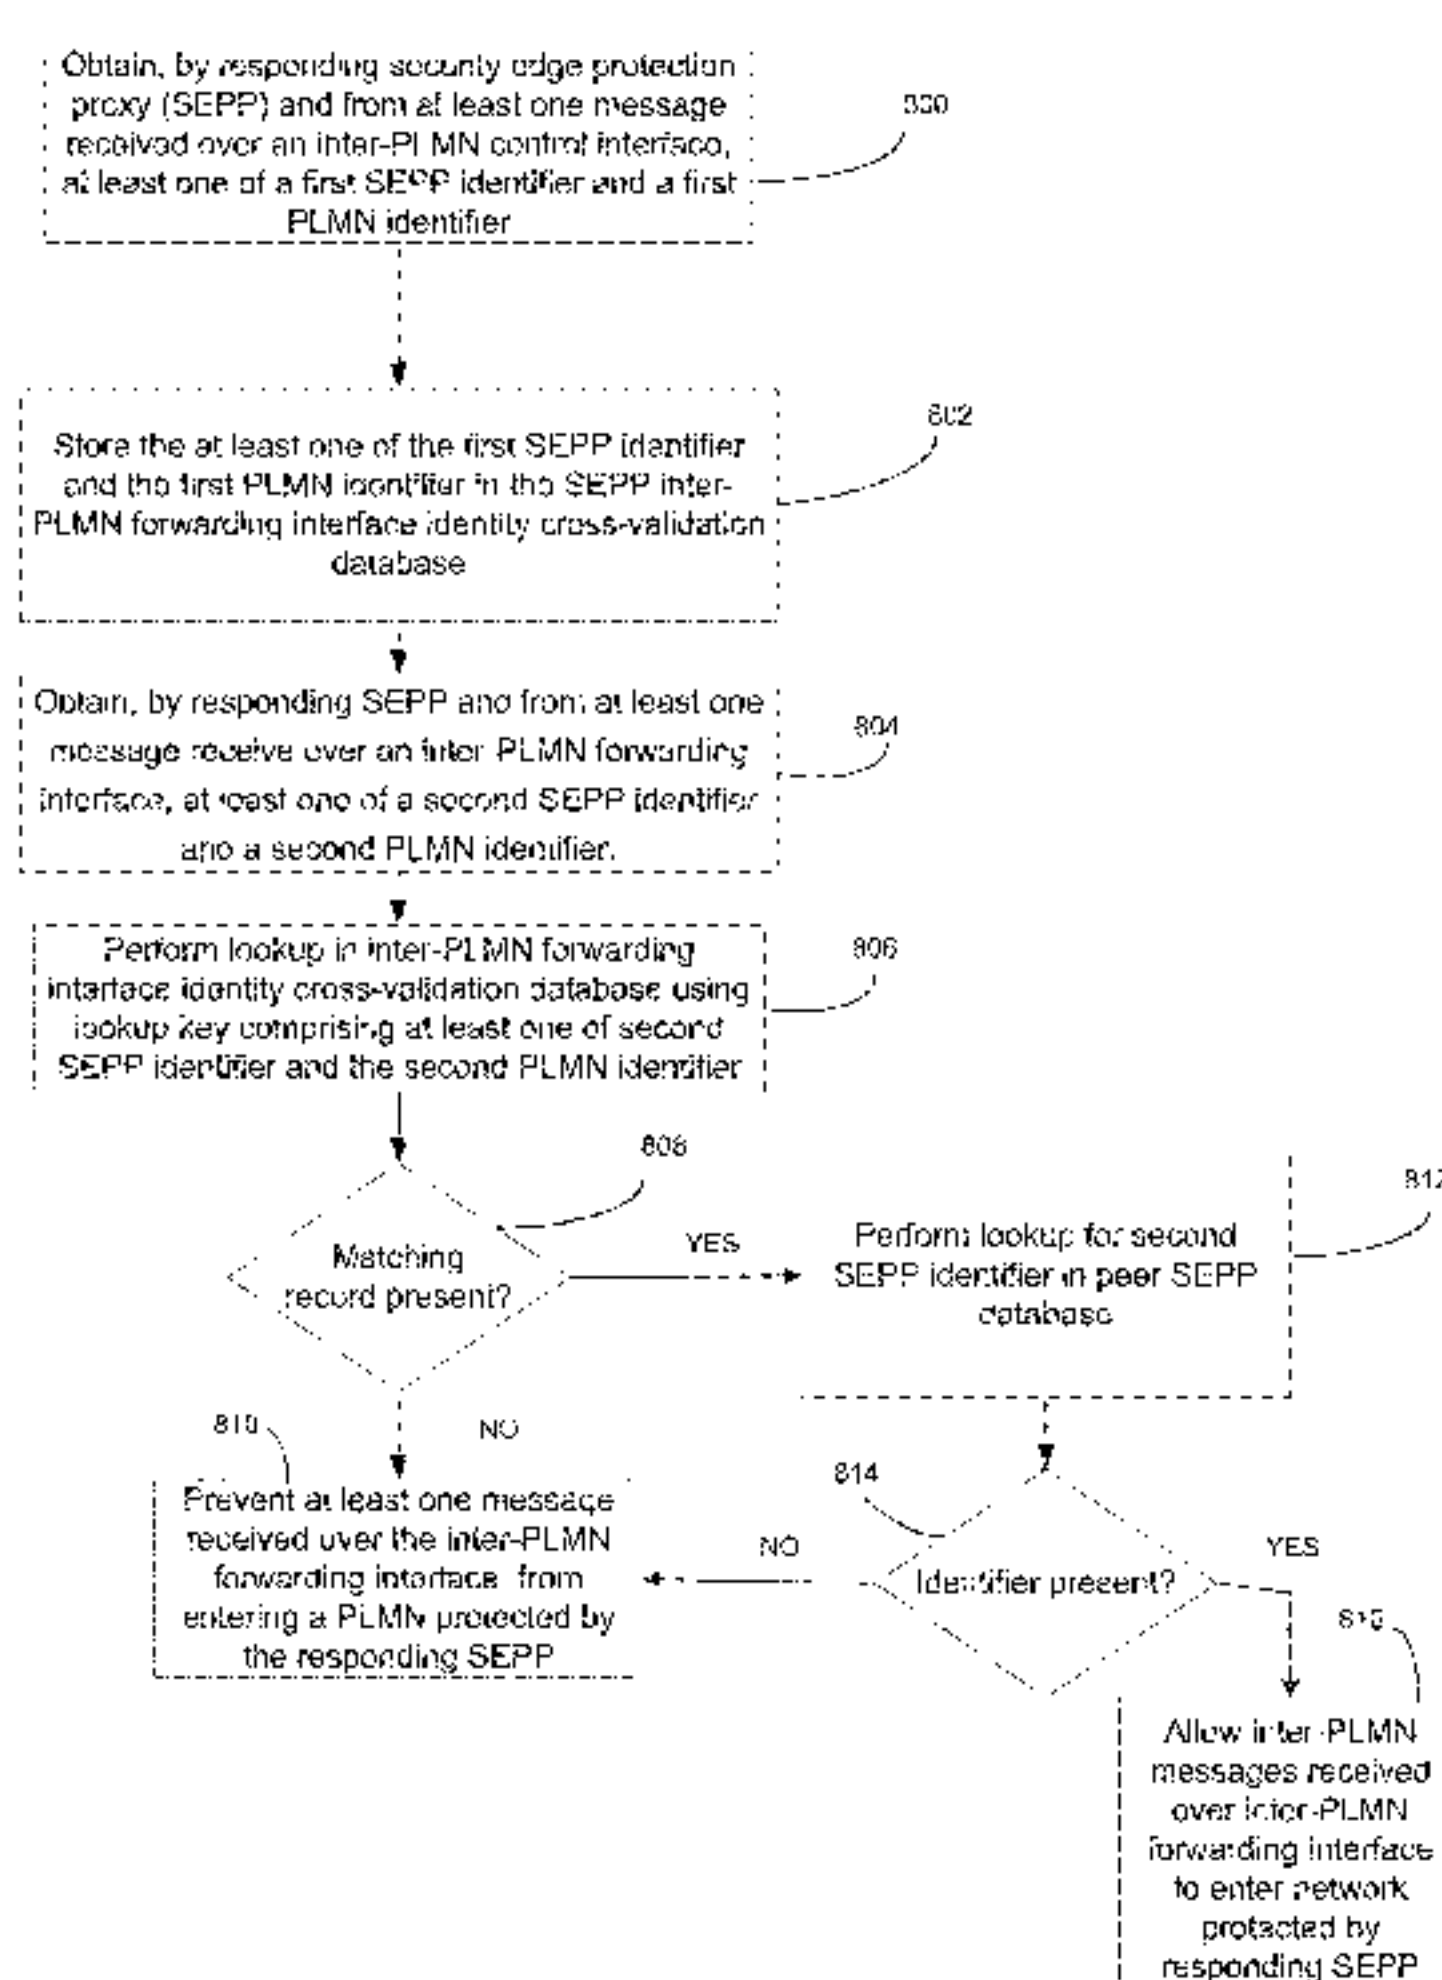 Obtain, by responding security edge protection
proxy (SEPP) and from at least one message
received over an inter-PLMN control interface,
at least one of a first SEPP identifier and a first
PLMN identifier
800
Store the at least one of the first SEPP identifier
and the first PLMN identifier in the SEPP inter-
PLMN forwarding interface identity cross-validation
database
802
Obtain, by responding SEPP and from at least one
message receive over an inter PLMN forwarding
interface, at least one of a second SEPP identifier
and a second PLMN identifier.
804
Perform lookup in inter-PLMN forwarding
interface identity cross-validation database using
lookup key comprising at least one of second
SEPP identifier and the second PLMN identifier
806
808
Matching
record present?
YES
Perform lookup for second
SEPP identifier in peer SEPP
database
812
810
NO
Prevent at least one message
received over the inter-PLMN
forwarding interface from
entering a PLMN protected by
the responding SEPP
814
NO
Identifier present?
YES
Allow inter-PLMN
messages received
over inter-PLMN
forwarding interface
to enter network
protected by
responding SEPP